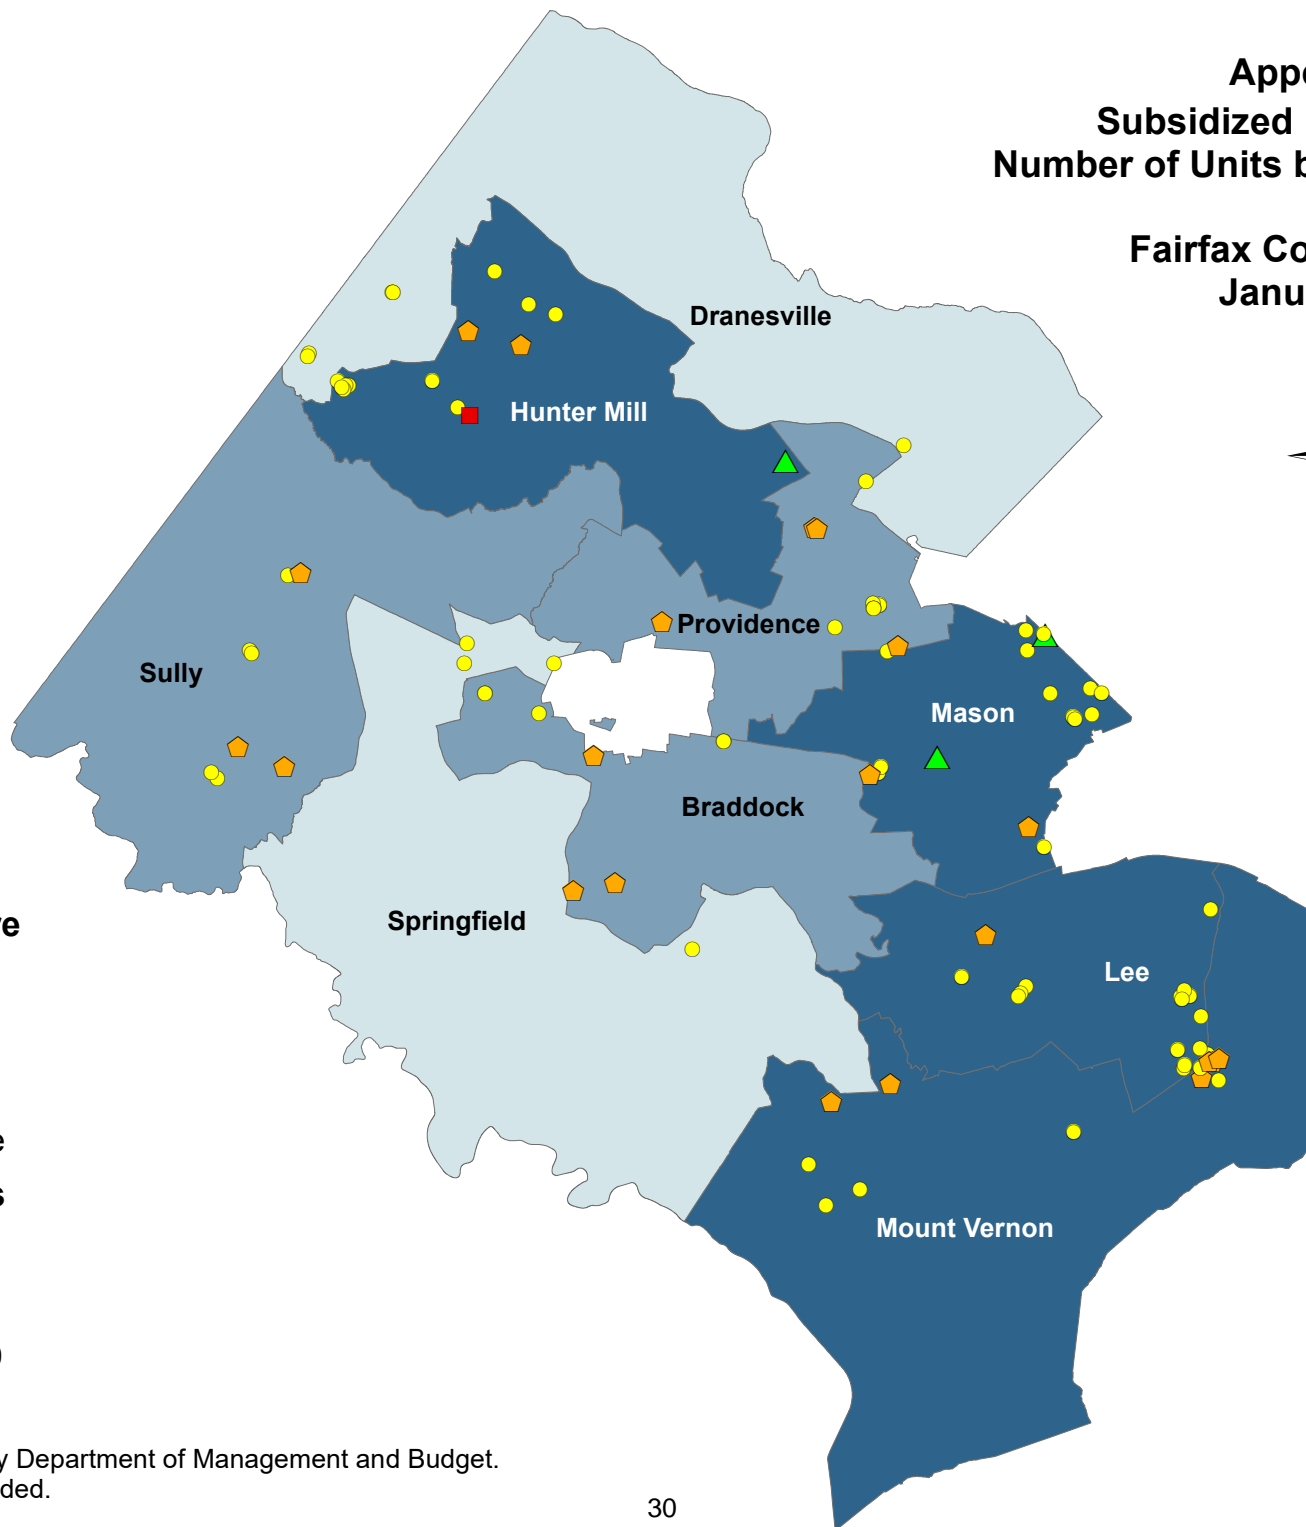 Appe
Subsidized
Number of Units b
Fairfax Co
Janu
Dranesville
Hunter Mill
Providence
Sully
Mason
Braddock
Springfield
Lee
Mount Vernon
e
s
y Department of Management and Budget.
ded.
30